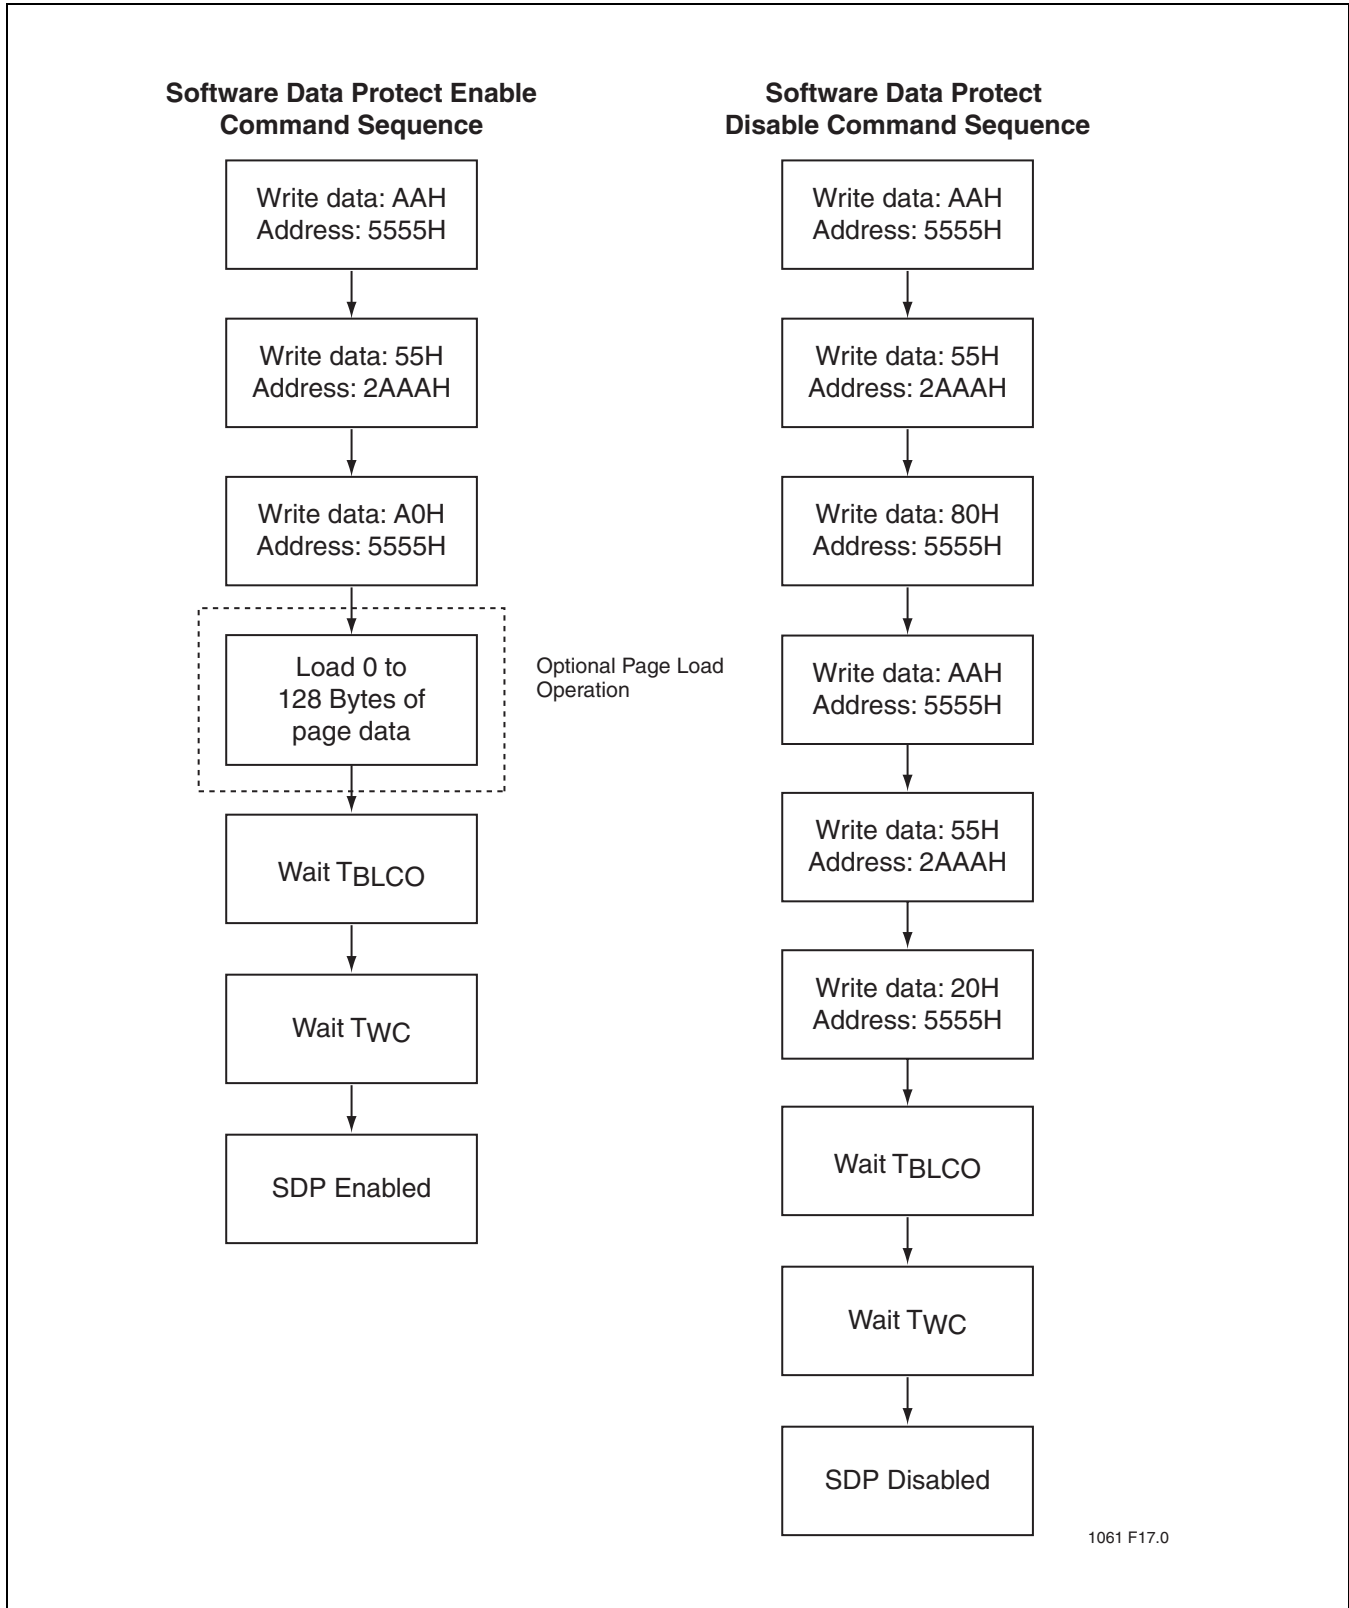 Software Data Protect Enable
Command Sequence
Write data: AAH
Address: 5555H
Write data: 55H
Address: 2AAAH
Write data: A0H
Address: 5555H
Load 0 to
128 Bytes of
page data
Optional Page Load
Operation
Wait TBLCO
Wait TWC
SDP Enabled
Software Data Protect
Disable Command Sequence
Write data: AAH
Address: 5555H
Write data: 55H
Address: 2AAAH
Write data: 80H
Address: 5555H
Write data: AAH
Address: 5555H
Write data: 55H
Address: 2AAAH
Write data: 20H
Address: 5555H
Wait TBLCO
Wait TWC
SDP Disabled
1061 F17.0